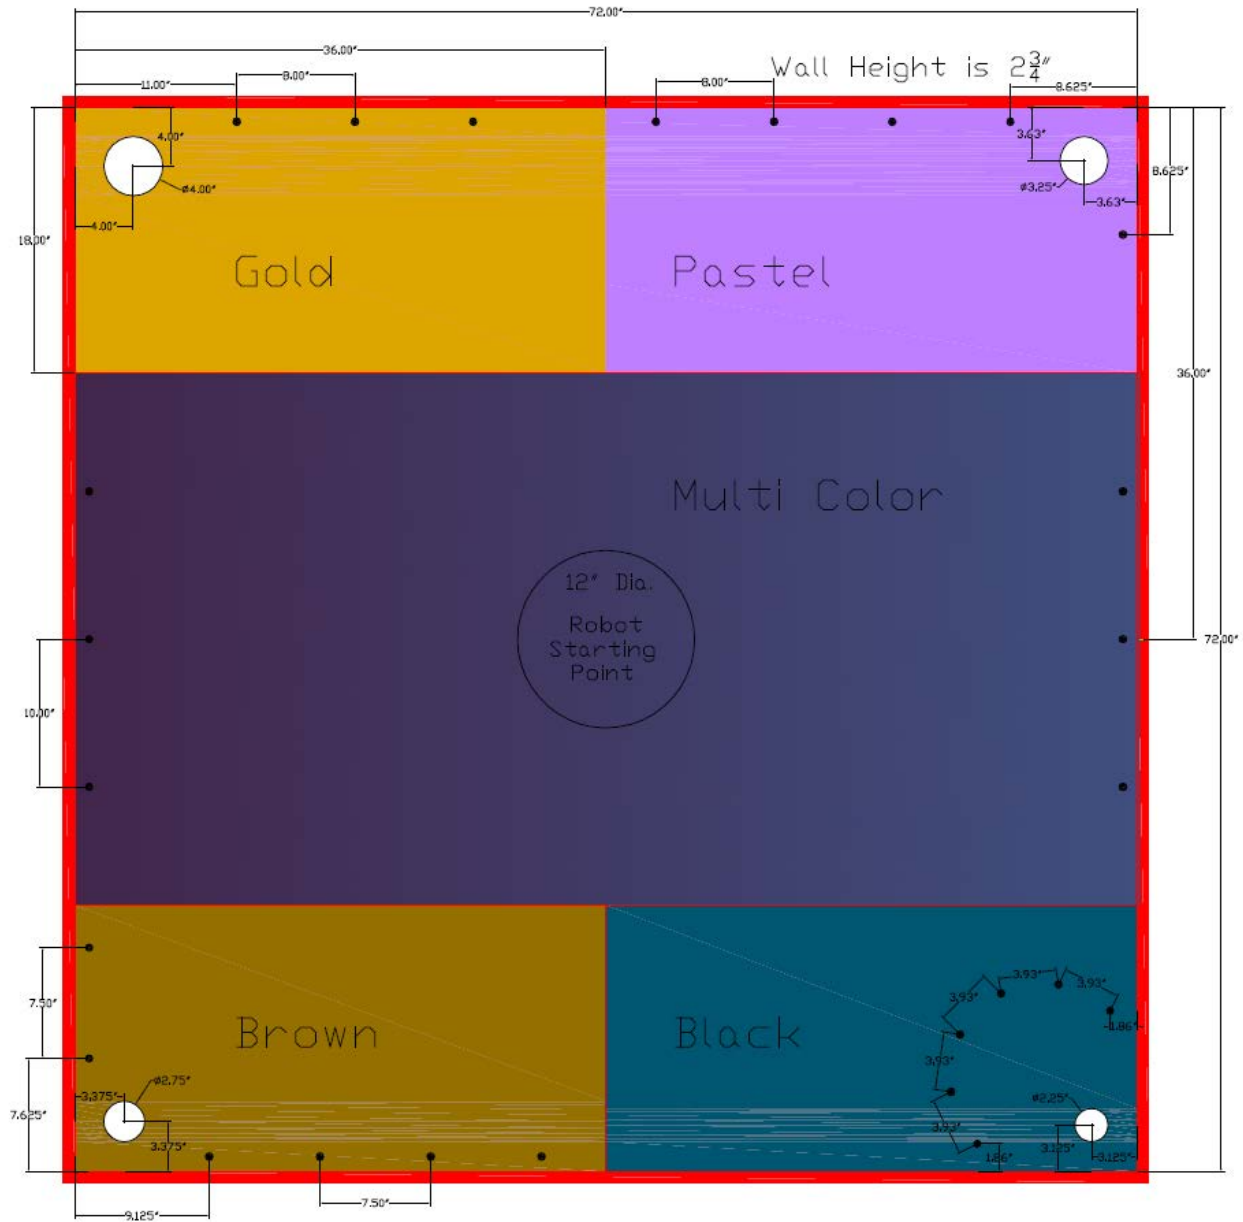 72.00"
36.00"
Wall Height is 2 3/4"
8.00"
11.00"
8.00"
8.625"
4.00"
3.63"
8.625"
ø4.00"
ø3.25"
3.63"
4.00"
18.00"
Gold
Pastel
36.00"
Multi Color
12" Dia.
Robot
Starting
Point
72.00"
10.00"
3.93"
3.93"
3.93"
7.50"
1.86"
Brown
Black
3.93"
ø2.75"
3.375"
ø2.25"
7.625"
3.93"
3.375"
3.125"
3.125"
1.86"
7.50"
9.125"